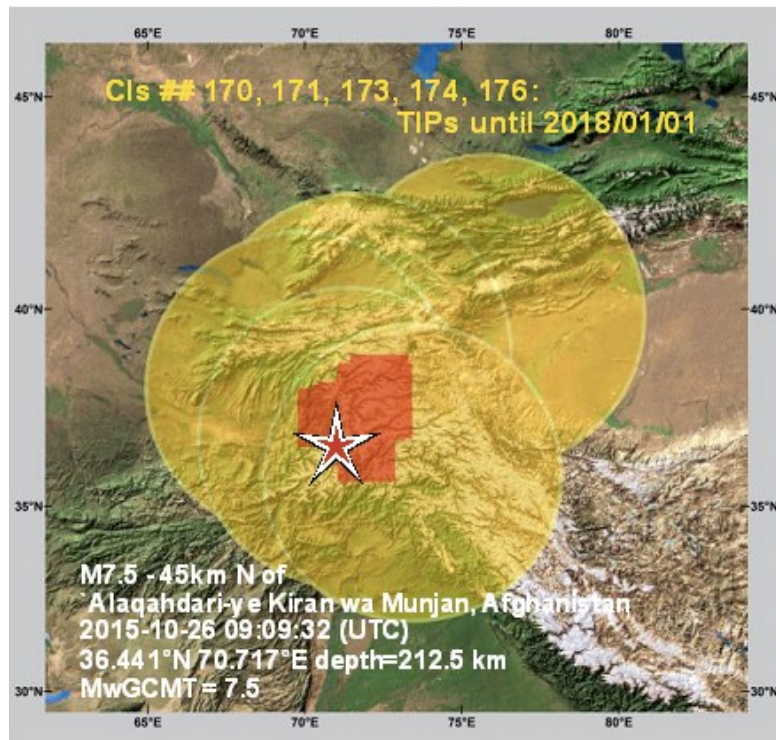 65°E 70°E 75°E 80°E
45°N 45°N
CIs ## 170, 171, 173, 174, 176:
TIPs until 2018/01/01
40°N 40°N
35°N 35°N
M7.5 - 45km N of
`Alaqahdari-ye Kiran wa Munjan, Afghanistan
2015-10-26 09:09:32 (UTC)
36.441°N 70.717°E depth=212.5 km
MwGCMT = 7.5
30°N 30°N
65°E 70°E 75°E 80°E